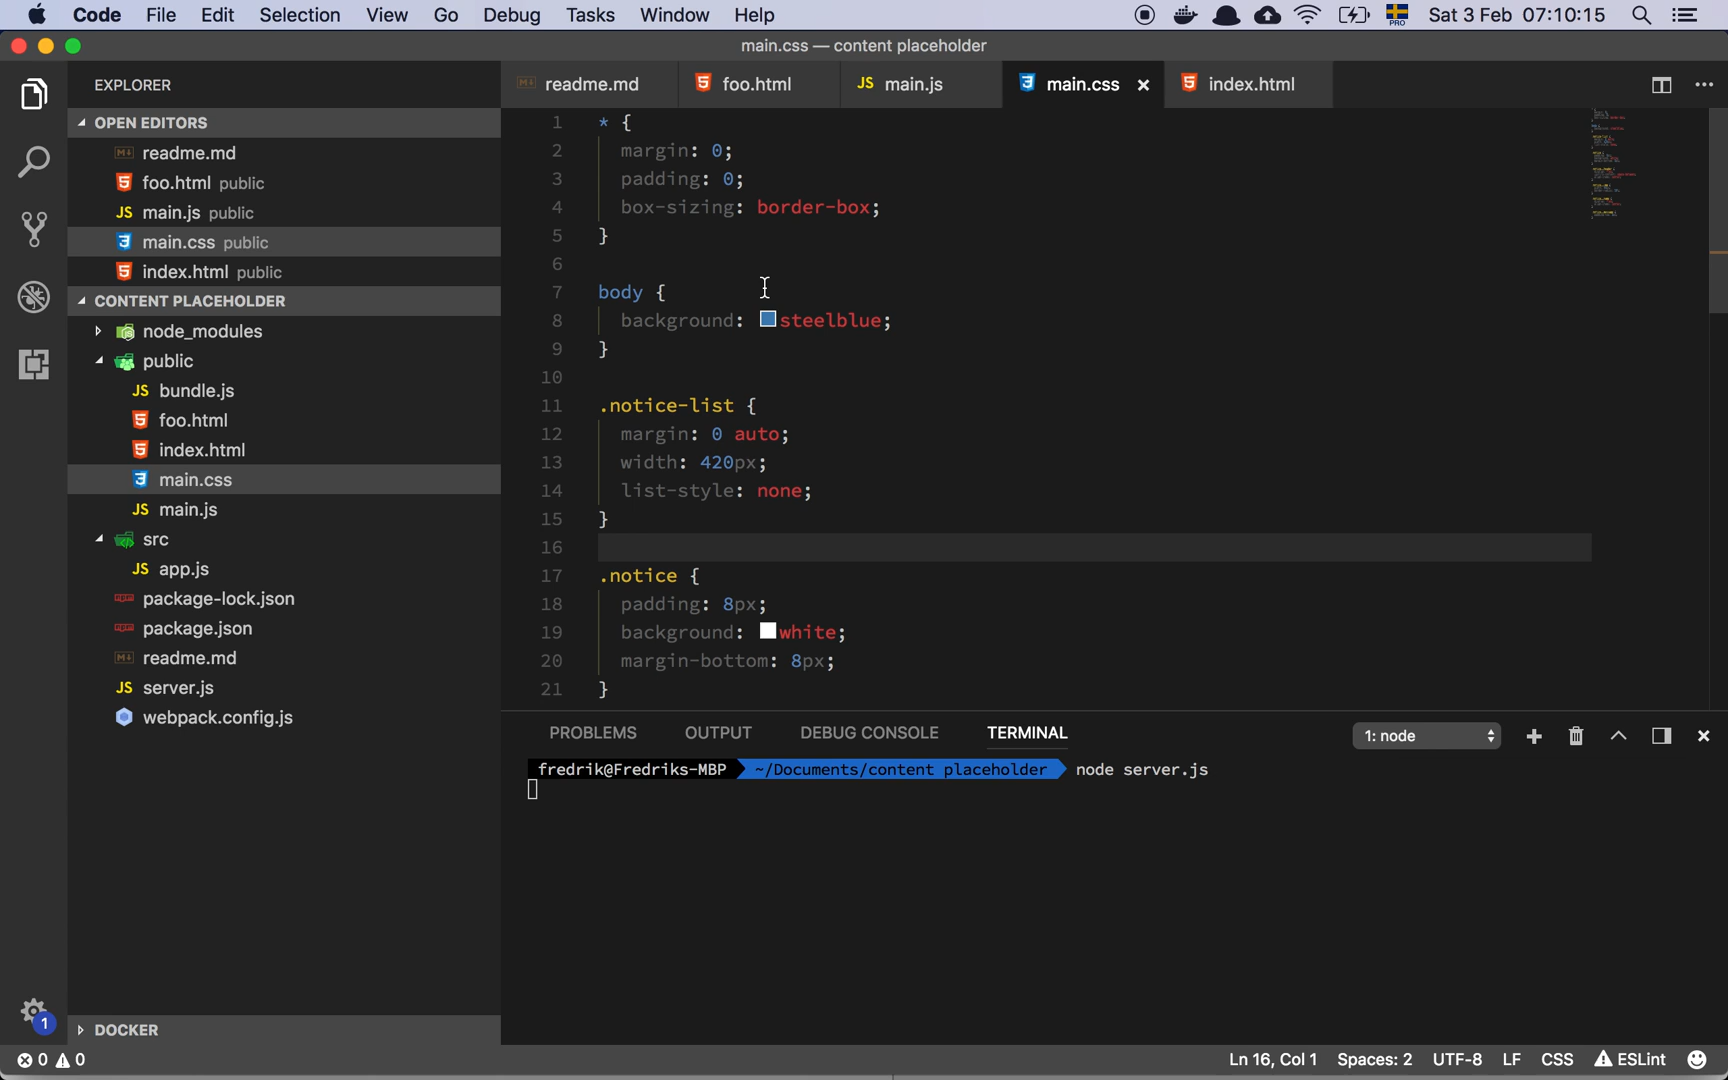 Code File Edit Selection View Go Debug Tasks Window Help PRO Sat 3 Feb 07:10:15
main.css — content placeholder
EXPLORER
OPEN EDITORS
readme.md
foo.html public
JS main.js public
main.css public
index.html public
CONTENT PLACEHOLDER
node_modules
public
JS bundle.js
foo.html
index.html
main.css
JS main.js
src
JS app.js
package-lock.json
package.json
readme.md
JS server.js
webpack.config.js
DOCKER
1
readme.md foo.html JS main.js main.css index.html
1 * {
2 margin: 0;
3 padding: 0;
4 box-sizing: border-box;
5 }
6
7 body {
8 background: steelblue;
9 }
10
11 .notice-list {
12 margin: 0 auto;
13 width: 420px;
14 list-style: none;
15 }
16
17 .notice {
18 padding: 8px;
19 background: white;
20 margin-bottom: 8px;
21 }
PROBLEMS OUTPUT DEBUG CONSOLE TERMINAL 1: node
fredrik@Fredriks-MBP ~/Documents/content placeholder node server.js
0 0 Ln 16, Col 1 Spaces: 2 UTF-8 LF CSS ESLint